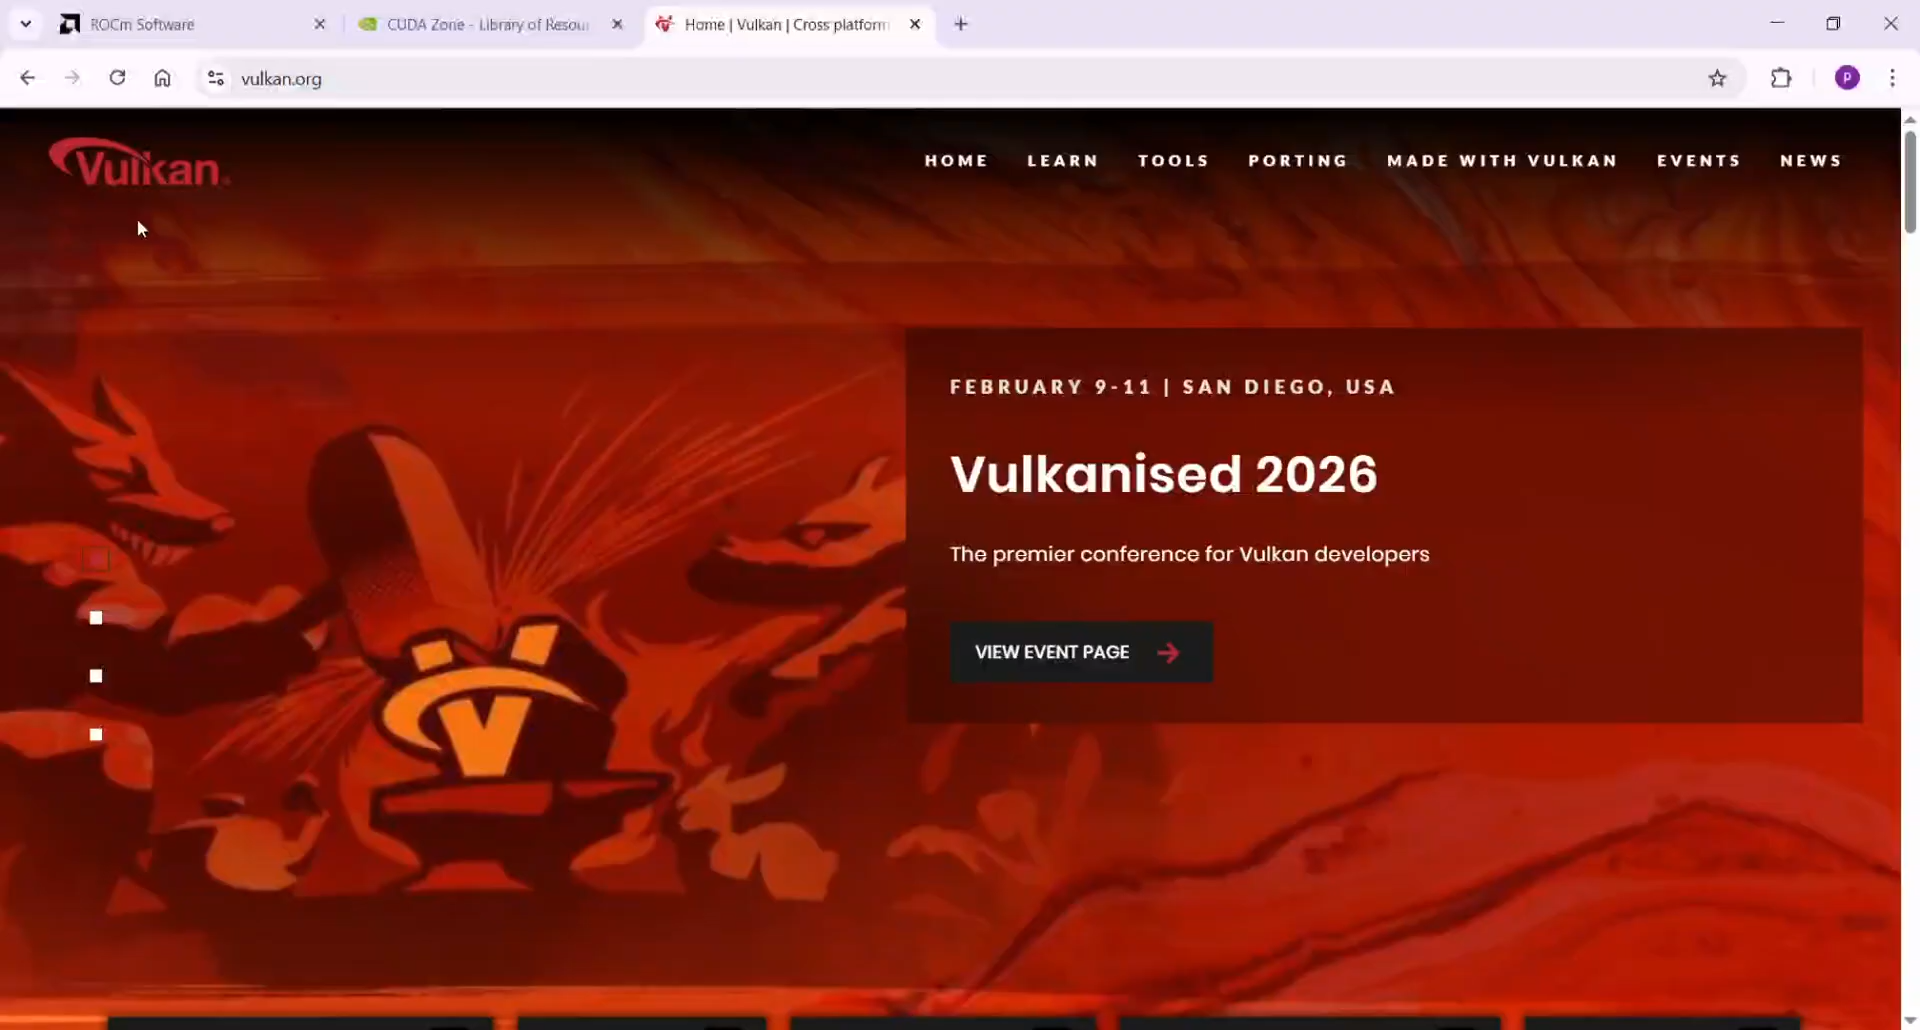 ROCm Software
CUDA Zone - Library of Resou
Home | Vulkan | Cross platform
P
vulkan.org
Vulkan
HOME LEARN TOOLS PORTING MADE WITH VULKAN EVENTS NEWS
FEBRUARY 9-11 | SAN DIEGO, USA
Vulkanised 2026
The premier conference for Vulkan developers
VIEW EVENT PAGE
V